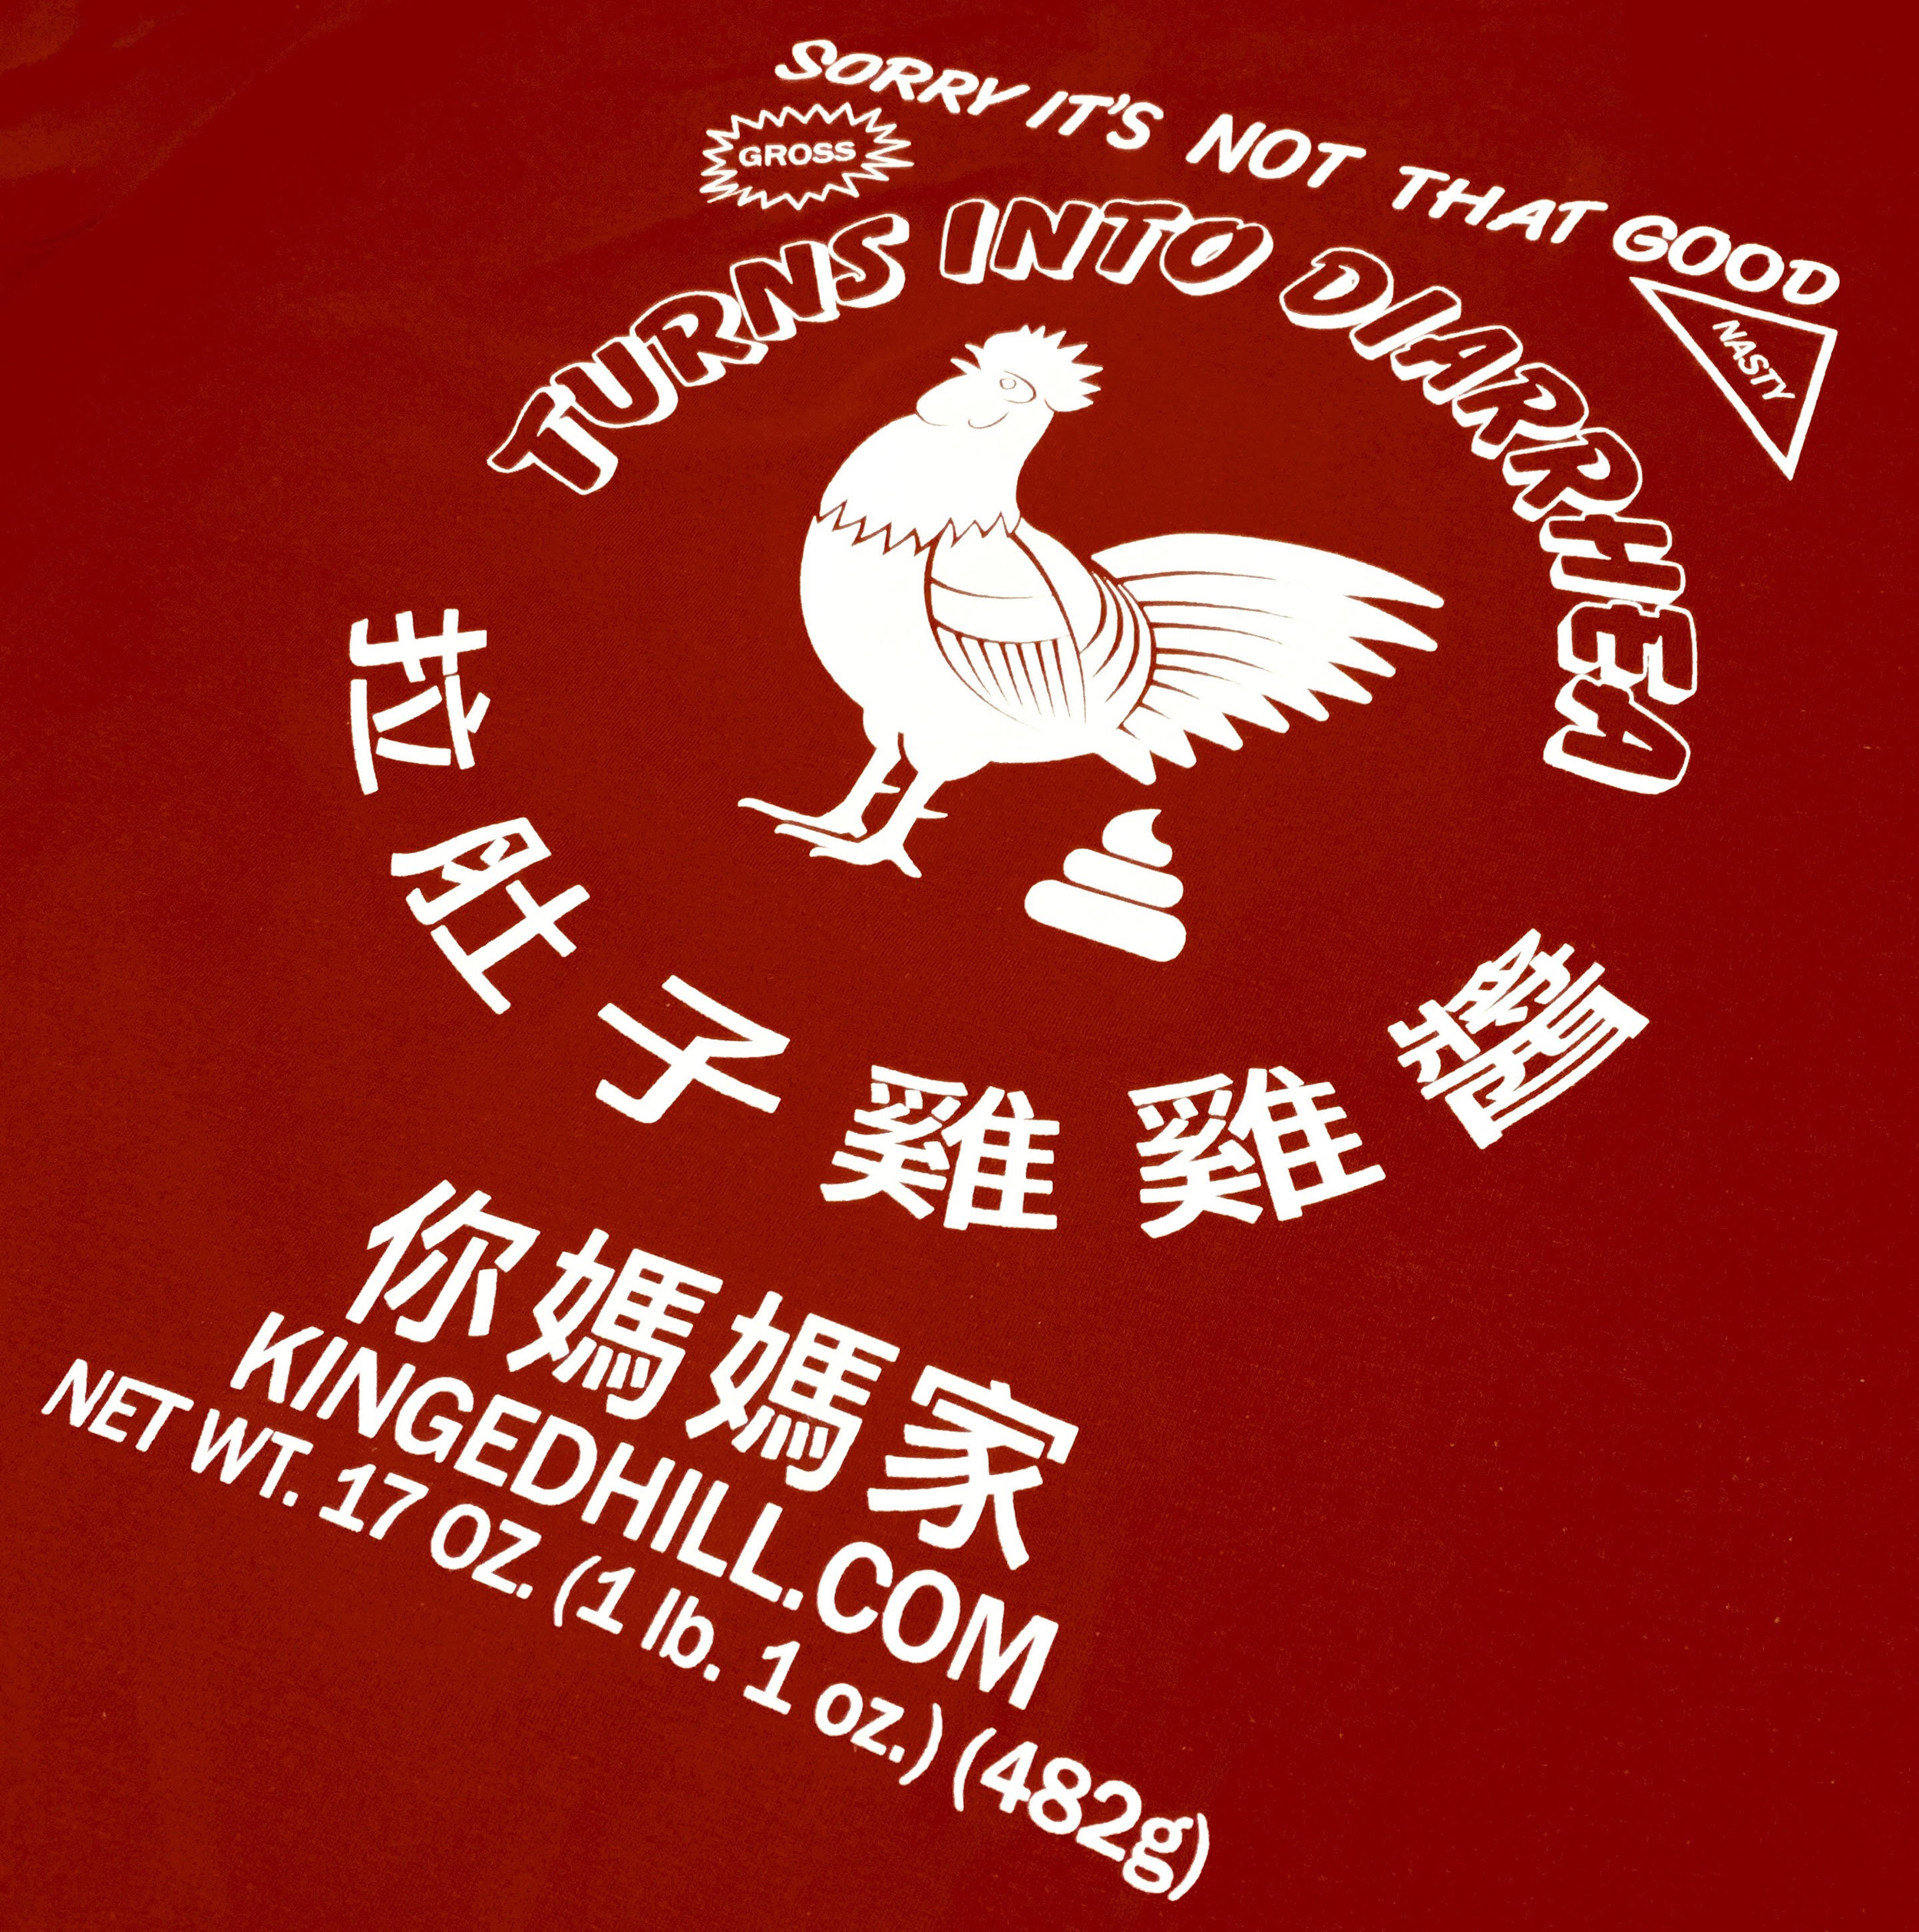 SORRY IT'S NOT THAT GOOD
GROSS
NASTY
TURNS INTO DIARRHEA
拉肚子雞雞醬
你媽媽家
KINGEDHILL.COM
NET WT. 17 OZ. (1 lb. 1 oz.) (482g)